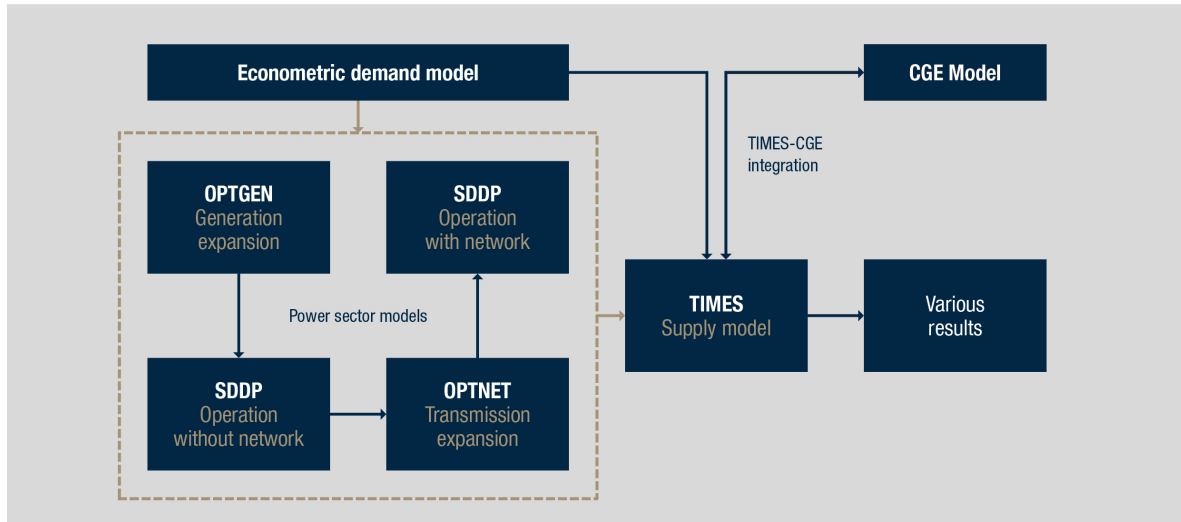 Econometric demand model
CGE Model
TIMES-CGE
integration
OPTGEN
Generation
expansion
SDDP
Operation
with network
Power sector models
SDDP
Operation
without network
OPTNET
Transmission
expansion
TIMES
Supply model
Various
results